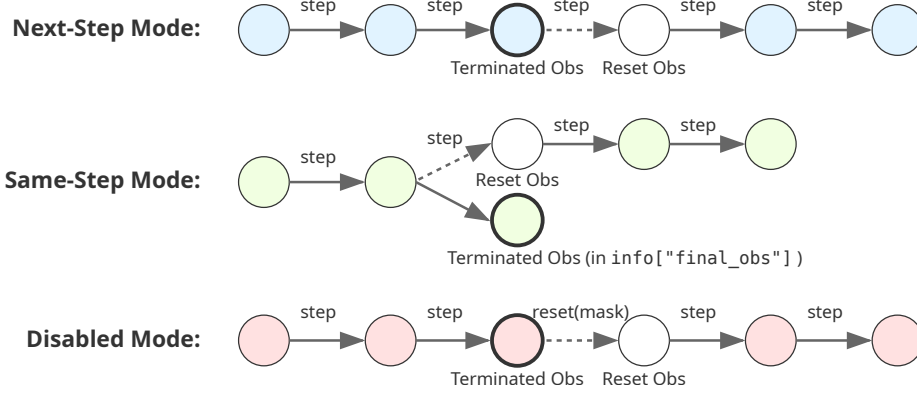 step step step step step
Next-Step Mode:
Terminated Obs Reset Obs
step step step
step
Same-Step Mode:
Reset Obs
Terminated Obs (in info["final_obs"])
step step reset(mask) step step
Disabled Mode:
Terminated Obs Reset Obs